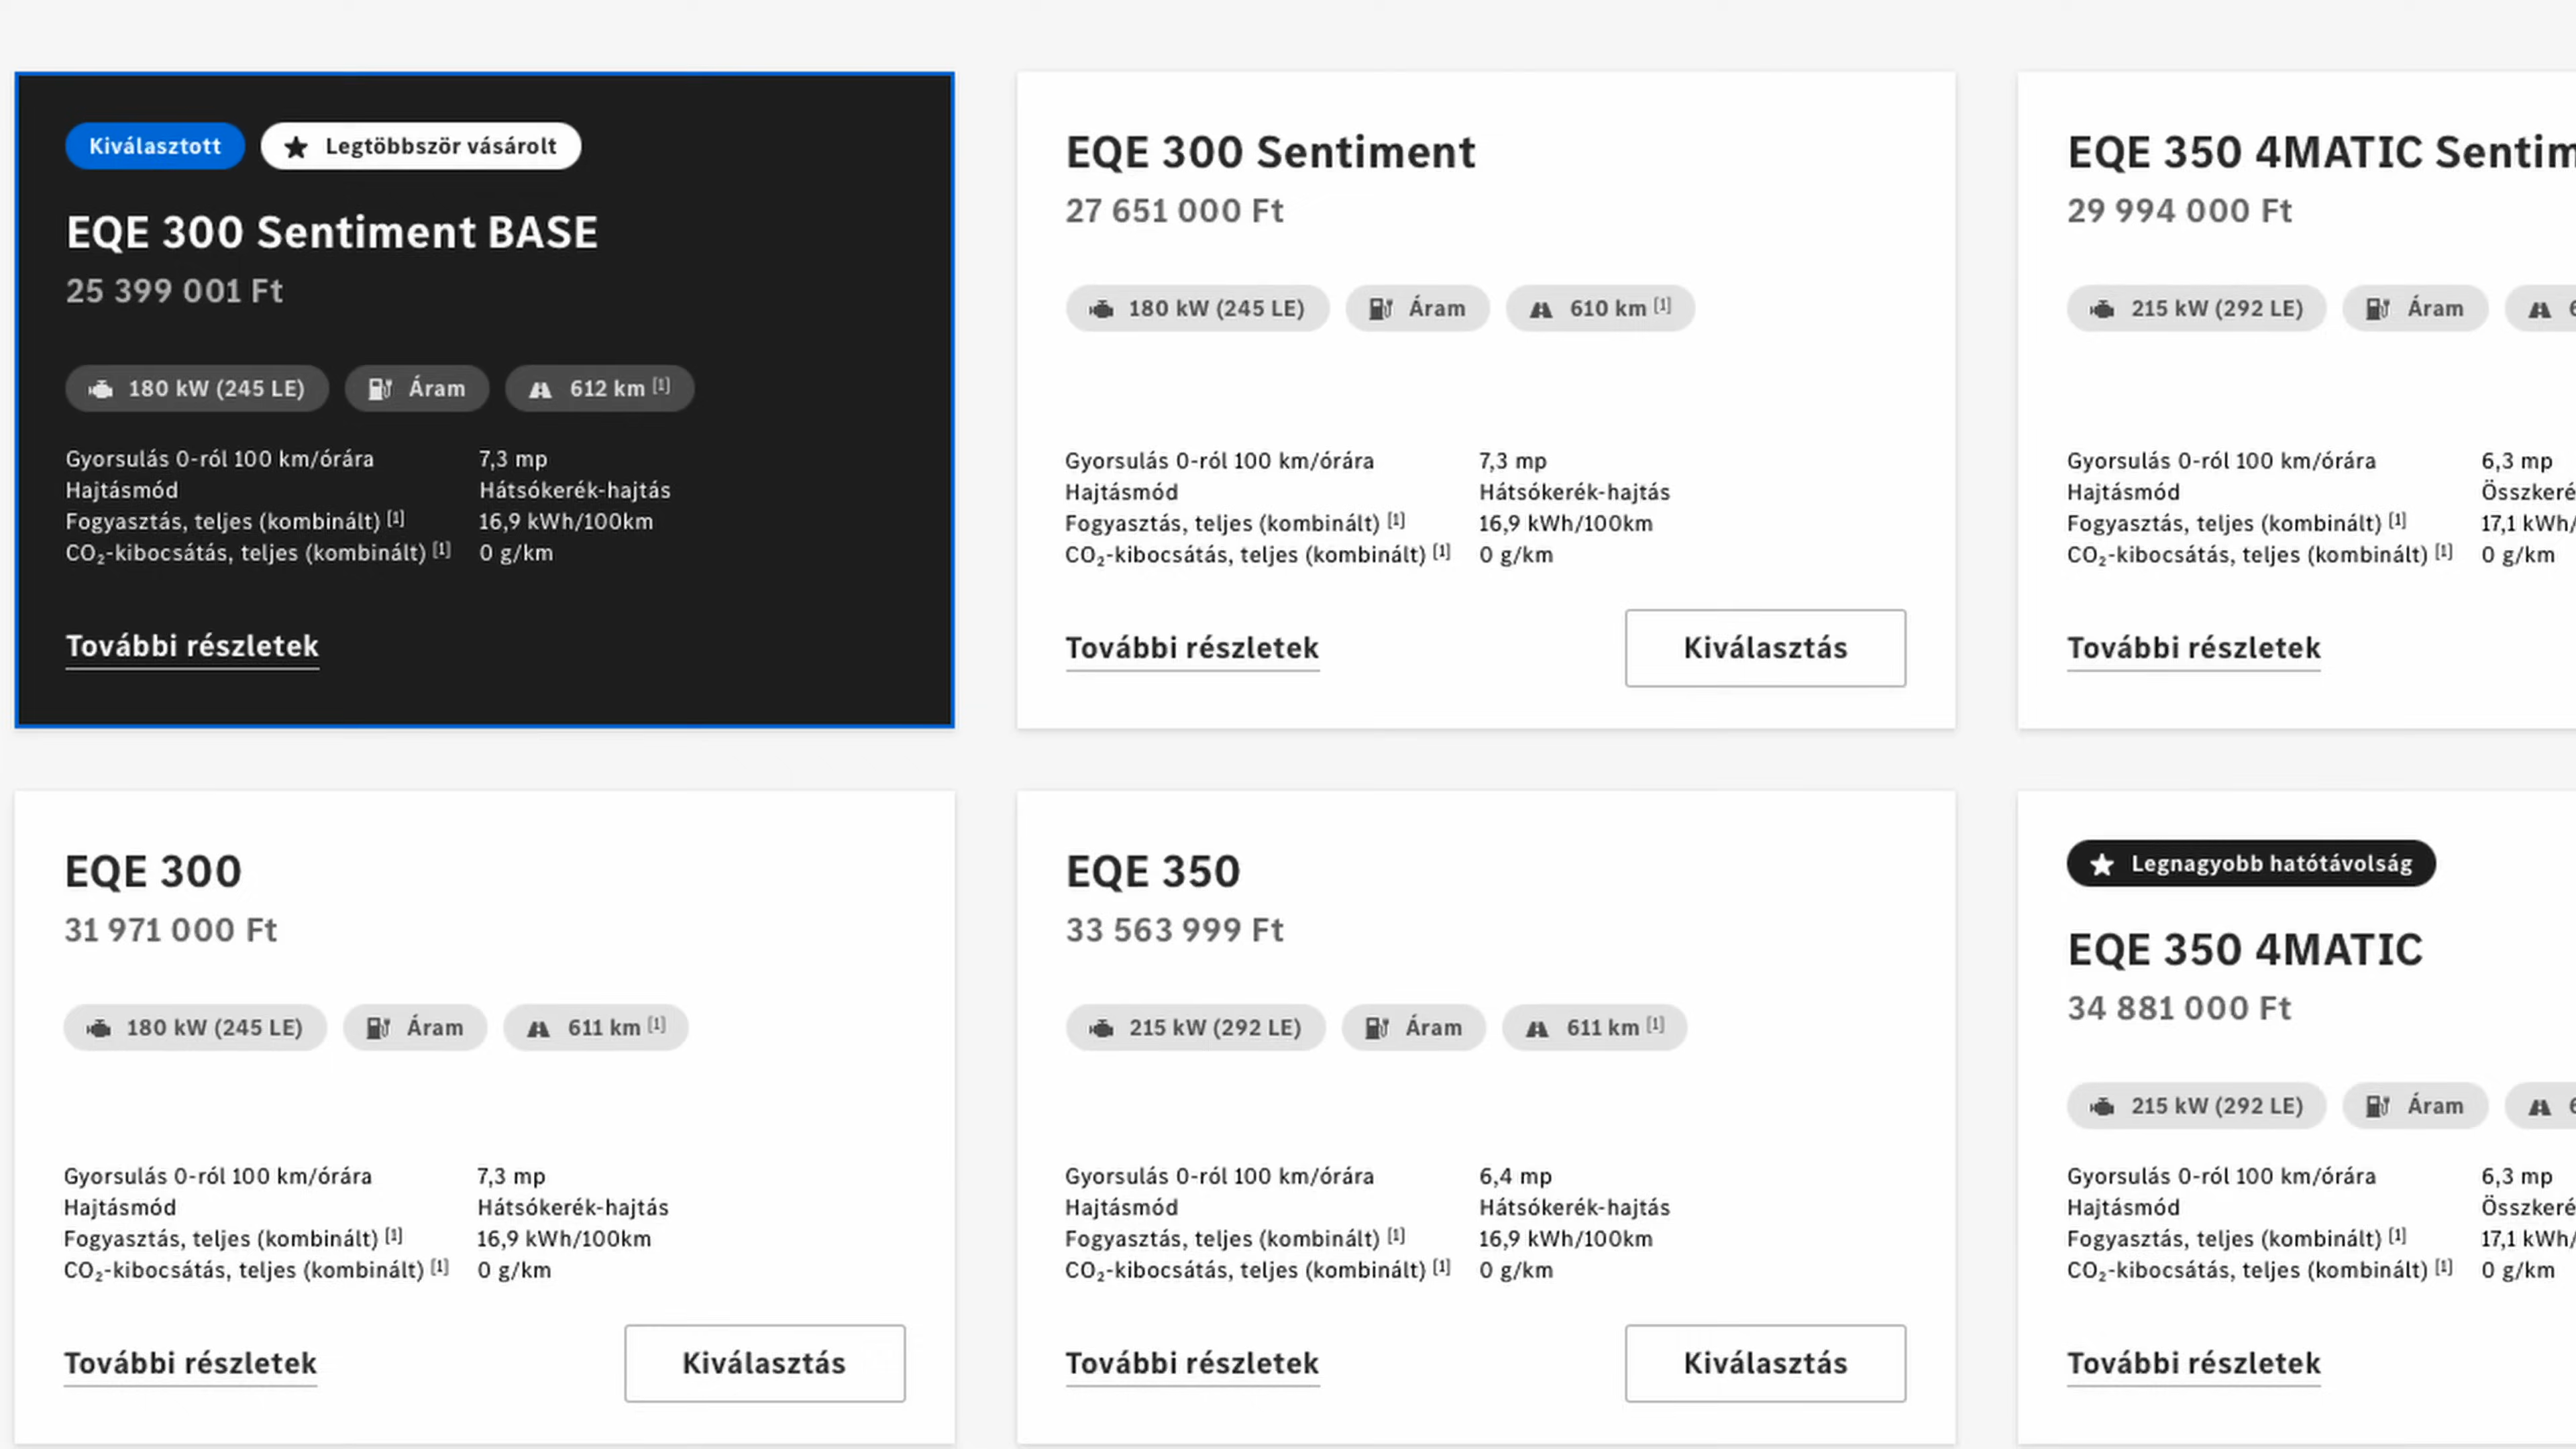 Kiválasztott
Legtöbbször vásárolt
EQE 300 Sentiment BASE
25 399 001 Ft
180 kW (245 LE)
Áram
612 km [1]
Gyorsulás 0-ról 100 km/órára 7,3 mp
Hajtásmód Hátsókerék-hajtás
Fogyasztás, teljes (kombinált) [1] 16,9 kWh/100km
CO₂-kibocsátás, teljes (kombinált) [1] 0 g/km
További részletek
EQE 300 Sentiment
27 651 000 Ft
180 kW (245 LE)
Áram
610 km [1]
Gyorsulás 0-ról 100 km/órára 7,3 mp
Hajtásmód Hátsókerék-hajtás
Fogyasztás, teljes (kombinált) [1] 16,9 kWh/100km
CO₂-kibocsátás, teljes (kombinált) [1] 0 g/km
További részletek
Kiválasztás
EQE 350 4MATIC
29 994 000 Ft
215 kW (292 LE)
Áram
Gyorsulás 0-ról 100 km/órára 6,3 mp
Hajtásmód
Fogyasztás, teljes (kombinált) [1] 17,1 kWh/
CO₂-kibocsátás, teljes (kombinált) [1] 0 g/km
További részletek
EQE 300
31 971 000 Ft
180 kW (245 LE)
Áram
611 km [1]
Gyorsulás 0-ról 100 km/órára 7,3 mp
Hajtásmód Hátsókerék-hajtás
Fogyasztás, teljes (kombinált) [1] 16,9 kWh/100km
CO₂-kibocsátás, teljes (kombinált) [1] 0 g/km
További részletek
Kiválasztás
EQE 350
33 563 999 Ft
215 kW (292 LE)
Áram
611 km [1]
Gyorsulás 0-ról 100 km/órára 6,4 mp
Hajtásmód Hátsókerék-hajtás
Fogyasztás, teljes (kombinált) [1] 16,9 kWh/100km
CO₂-kibocsátás, teljes (kombinált) [1] 0 g/km
További részletek
Kiválasztás
Legnagyobb hatótávolság
EQE 350 4MATIC
34 881 000 Ft
215 kW (292 LE)
Áram
Gyorsulás 0-ról 100 km/órára 6,3 mp
Hajtásmód
Fogyasztás, teljes (kombinált) [1] 17,1 kWh/
CO₂-kibocsátás, teljes (kombinált) [1] 0 g/km
További részletek